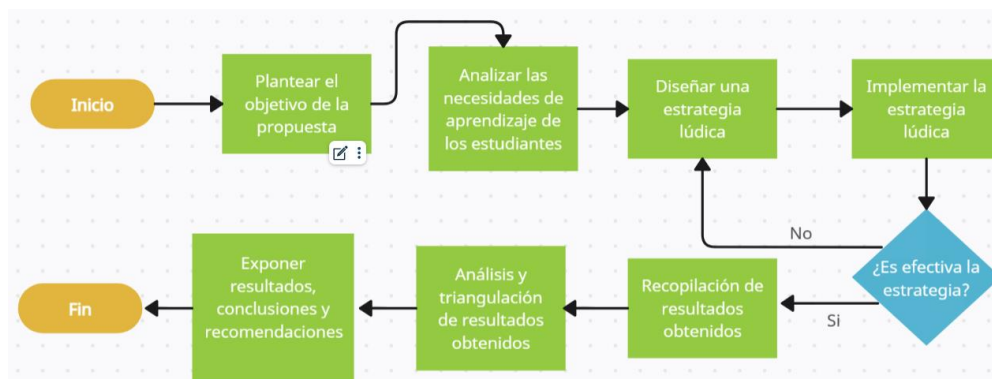 Inicio
Plantear el
objetivo de la
propuesta
Analizar las
necesidades de
aprendizaje de
los estudiantes
Diseñar una
estrategia
lúdica
Implementar la
estrategia
lúdica
¿Es efectiva la
estrategia?
No
Si
Recopilación de
resultados
obtenidos
Análisis y
triangulación
de resultados
obtenidos
Exponer
resultados,
conclusiones y
recomendaciones
Fin